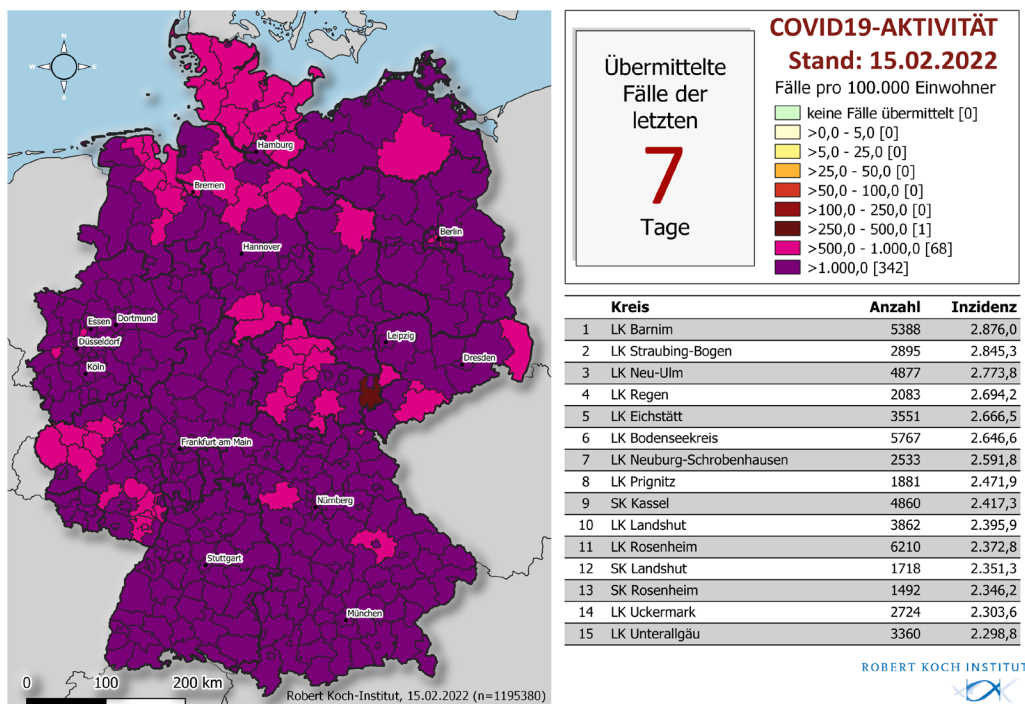 N
W E
S
Hamburg
Bremen
Berlin
Hannover
Essen
Dortmund
Düsseldorf
Leipzig
Köln
Dresden
Frankfurt am Main
Nürnberg
Stuttgart
München
0 100 200 km
Robert Koch-Institut, 15.02.2022 (n=1195380)
Übermittelte
Fälle der
letzten
7
Tage
COVID19-AKTIVITÄT
Stand: 15.02.2022
Fälle pro 100.000 Einwohner
keine Fälle übermittelt [0]
>0,0 - 5,0 [0]
>5,0 - 25,0 [0]
>25,0 - 50,0 [0]
>50,0 - 100,0 [0]
>100,0 - 250,0 [0]
>250,0 - 500,0 [1]
>500,0 - 1.000,0 [68]
>1.000,0 [342]
Kreis Anzahl Inzidenz
1 LK Barnim 5388 2.876,0
2 LK Straubing-Bogen 2895 2.845,3
3 LK Neu-Ulm 4877 2.773,8
4 LK Regen 2083 2.694,2
5 LK Eichstätt 3551 2.666,5
6 LK Bodenseekreis 5767 2.646,6
7 LK Neuburg-Schrobenhausen 2533 2.591,8
8 LK Prignitz 1881 2.471,9
9 SK Kassel 4860 2.417,3
10 LK Landshut 3862 2.395,9
11 LK Rosenheim 6210 2.372,8
12 SK Landshut 1718 2.351,3
13 SK Rosenheim 1492 2.346,2
14 LK Uckermark 2724 2.303,6
15 LK Unterallgäu 3360 2.298,8
ROBERT KOCH INSTITUT